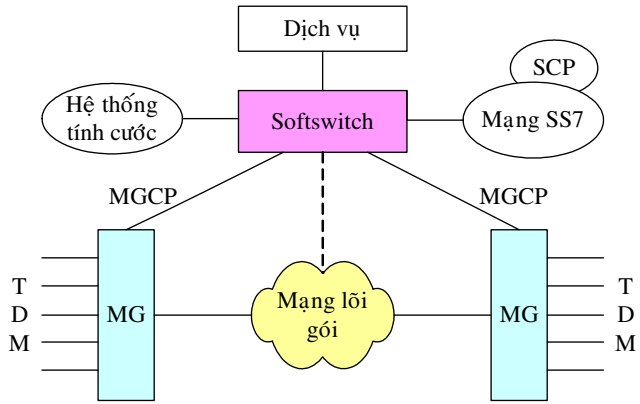 Dịch vụ
SCP
Hệ thống
tính cước
Softswitch
Mạng SS7
MGCP
MGCP
T
D
M
MG
Mạng lõi
gói
MG
T
D
M